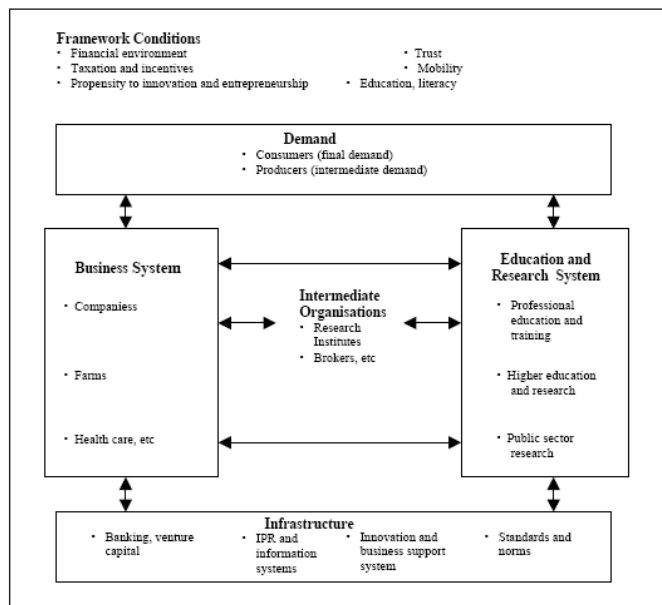 Framework Conditions
• Financial environment
• Trust
• Taxation and incentives
• Mobility
• Propensity to innovation and entrepreneurship
• Education, literacy
Demand
• Consumers (final demand)
• Producers (intermediate demand)
Business System
• Companiess
• Farms
• Health care, etc
Intermediate
Organisations
• Research
Institutes
• Brokers, etc
Education and
Research System
• Professional
education and
training
• Higher education
and research
• Public sector
research
Infrastructure
• Banking, venture
capital
• IPR and
information
systems
• Innovation and
business support
system
• Standards and
norms